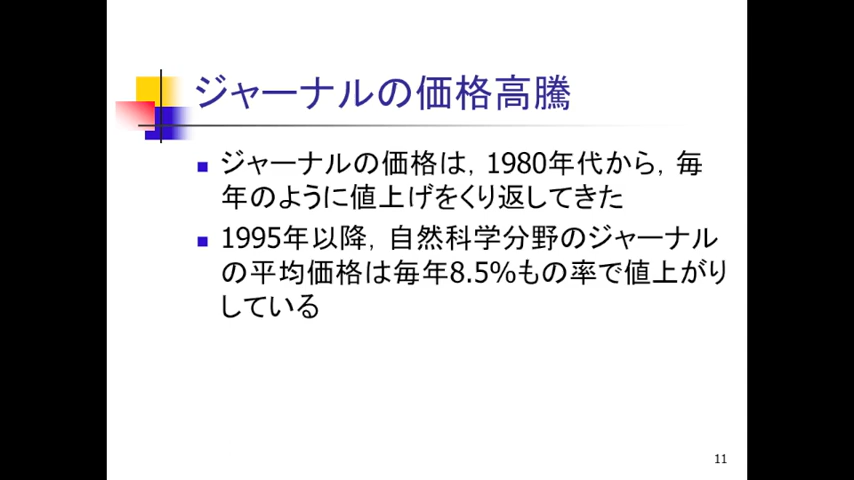 ジャーナルの価格高騰
ジャーナルの価格は，1980年代から，毎
年のように値上げをくり返してきた
1995年以降，自然科学分野のジャーナル
の平均価格は毎年8.5%もの率で値上がり
している
11